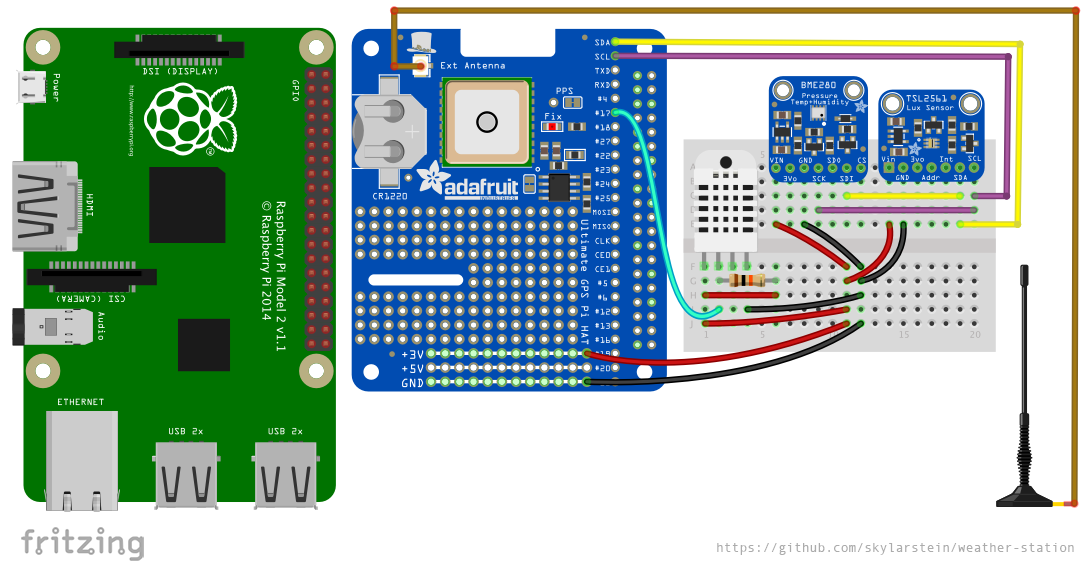 DSI (DISPLAY)
Power
http://www.raspberrypi.org
GPIO
HDMI
Raspberry Pi Model 2 v1.1
© Raspberry Pi 2014
CSI (CAMERA)
Audio
ETHERNET
USB 2x
USB 2x
Ext Antenna
PPS
Fix
CR1220
adafruit
INDUSTRIES
Ultimate GPS Pi HAT
SDA
SCL
TXD
RXD
#4
#17
#18
#27
#22
#23
#24
#25
MOSI
MISO
CLK
CE0
CE1
#5
#6
#12
#13
#16
#19
#20
+3V
+5V
GND
BME280
Pressure
Temp+Humidity
VIN
GND
SDO
CS
3Vo
SCK
SDI
TSL2561
Lux Sensor
Vin
3vo
Int
SCL
GND
Addr
SDA
F
G
H
I
J
1
5
15
20
fritzing
https://github.com/skylarstein/weather-station